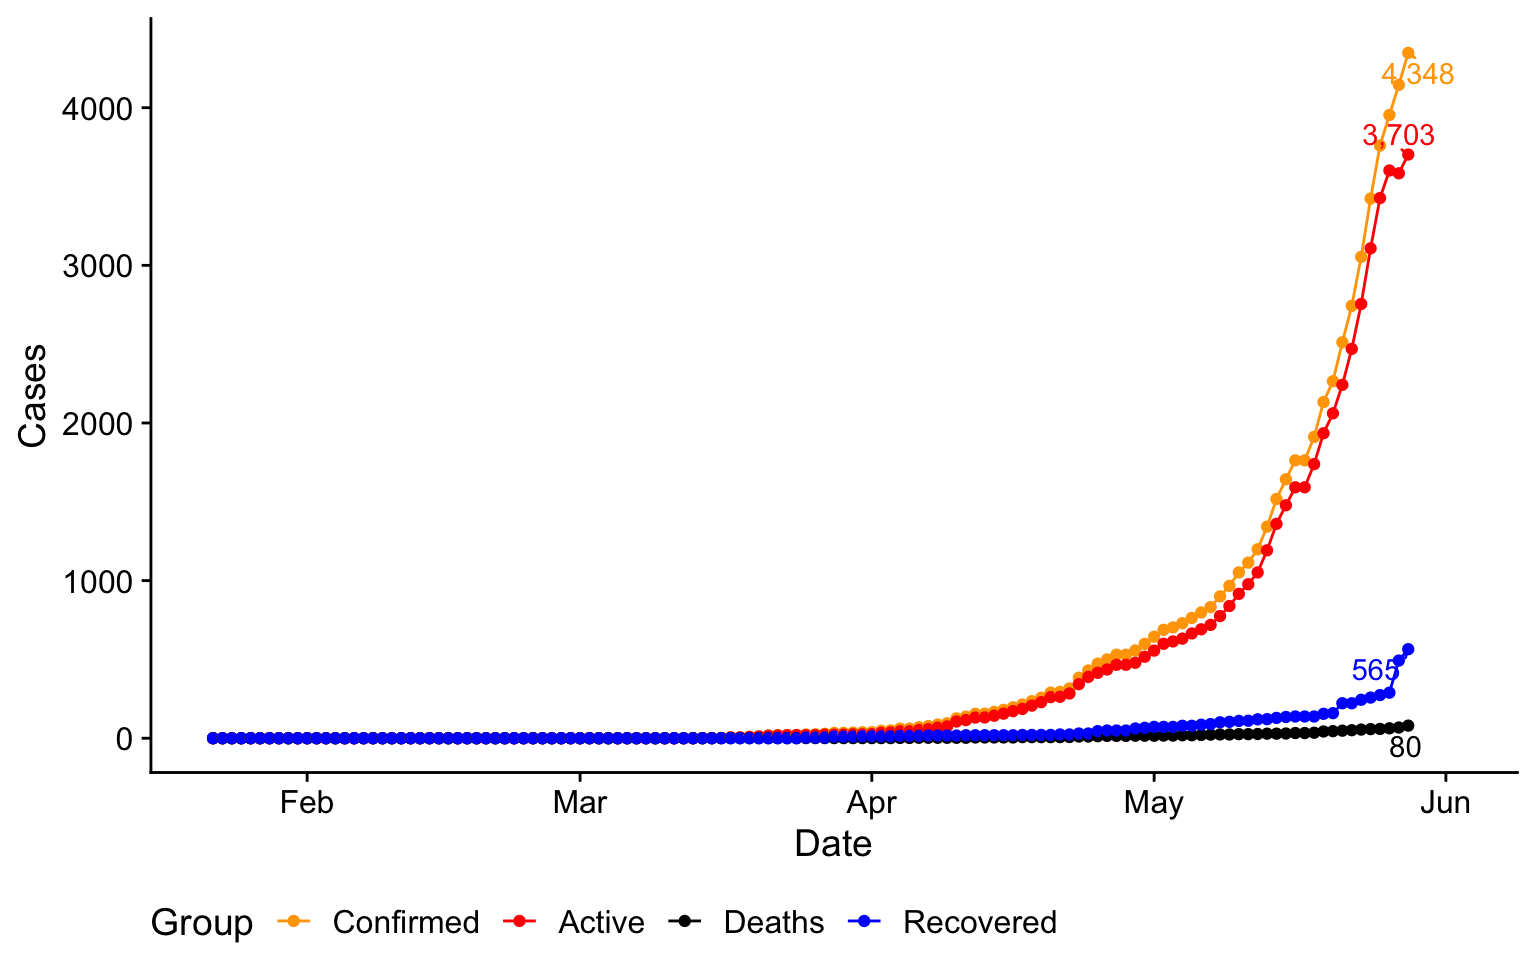 4,348
4000
3,703
3000
Cases
2000
1000
565
0
80
Feb Mar Apr May Jun
Date
Group Confirmed Active Deaths Recovered